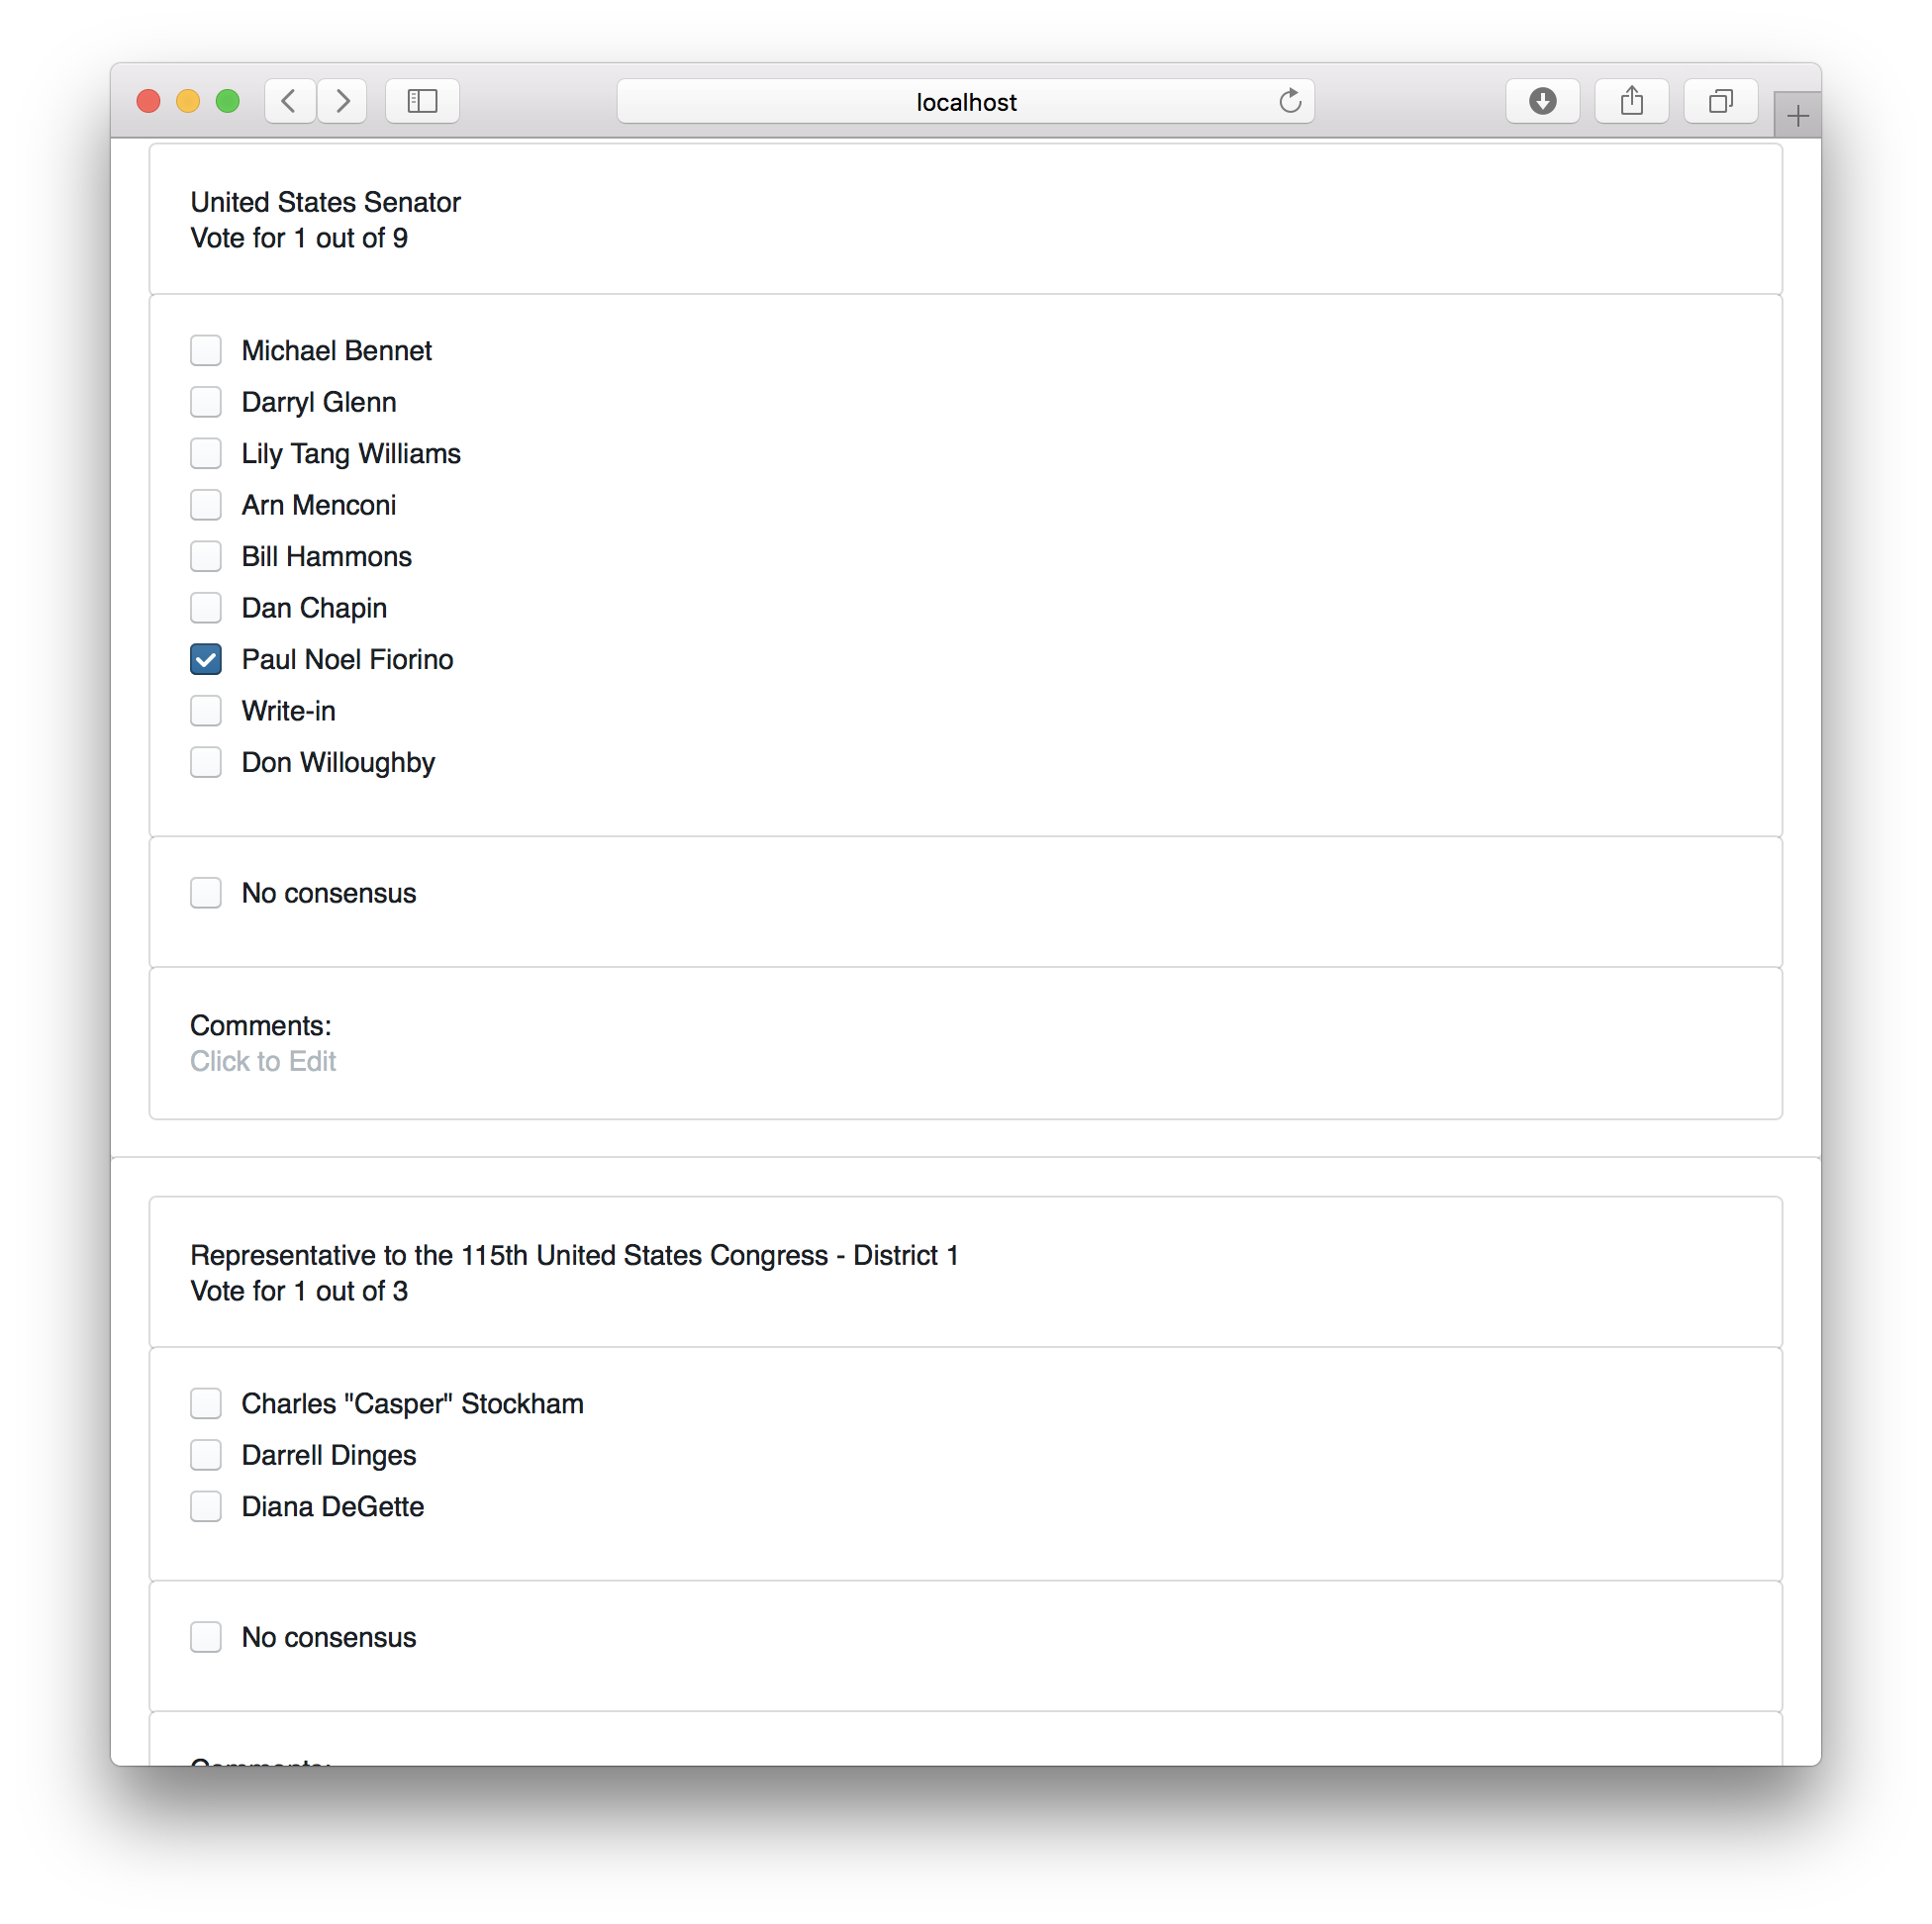 localhost
United States Senator
Vote for 1 out of 9
Michael Bennet
Darryl Glenn
Lily Tang Williams
Arn Menconi
Bill Hammons
Dan Chapin
Paul Noel Fiorino
Write-in
Don Willoughby
No consensus
Comments:
Click to Edit
Representative to the 115th United States Congress - District 1
Vote for 1 out of 3
Charles "Casper" Stockham
Darrell Dinges
Diana DeGette
No consensus
Comments: